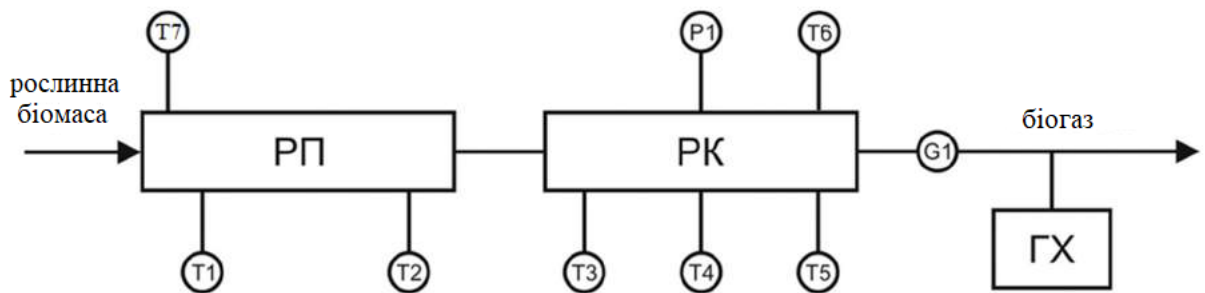 T7
P1
T6
рослинна
біомаса
РП
РК
G1
біогаз
T1
T2
T3
T4
T5
ГХ